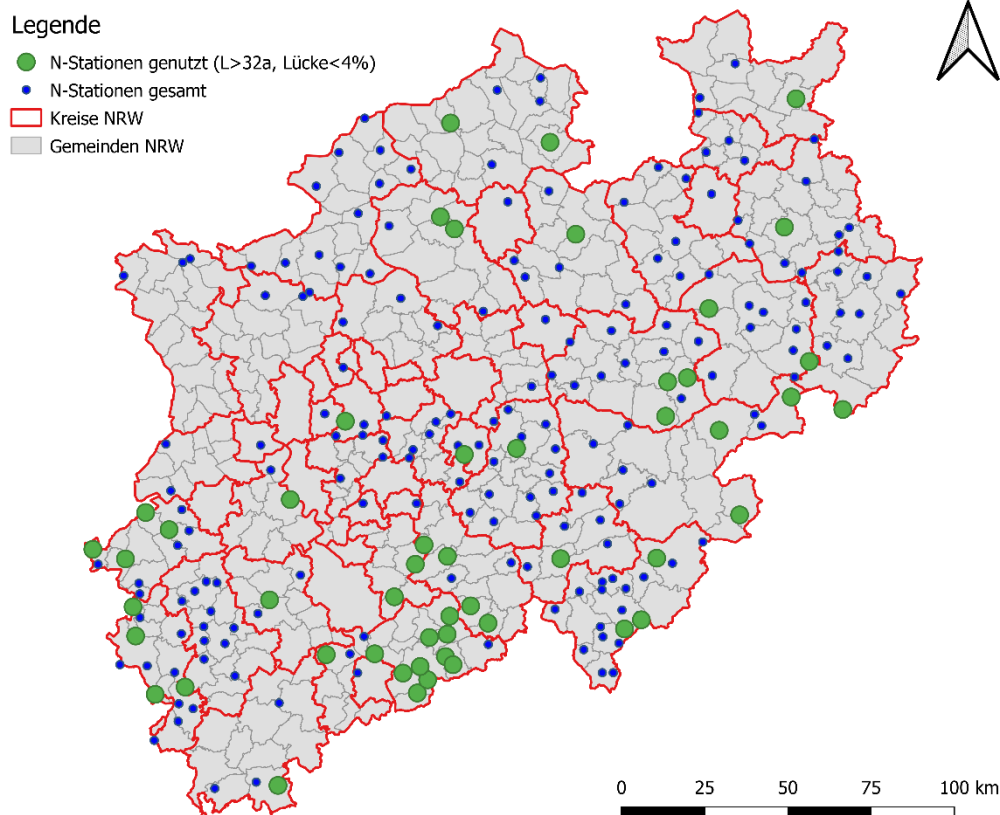 Legende
N-Stationen genutzt (L>32a, Lücke<4%)
N-Stationen gesamt
Kreise NRW
Gemeinden NRW
0 25 50 75 100 km